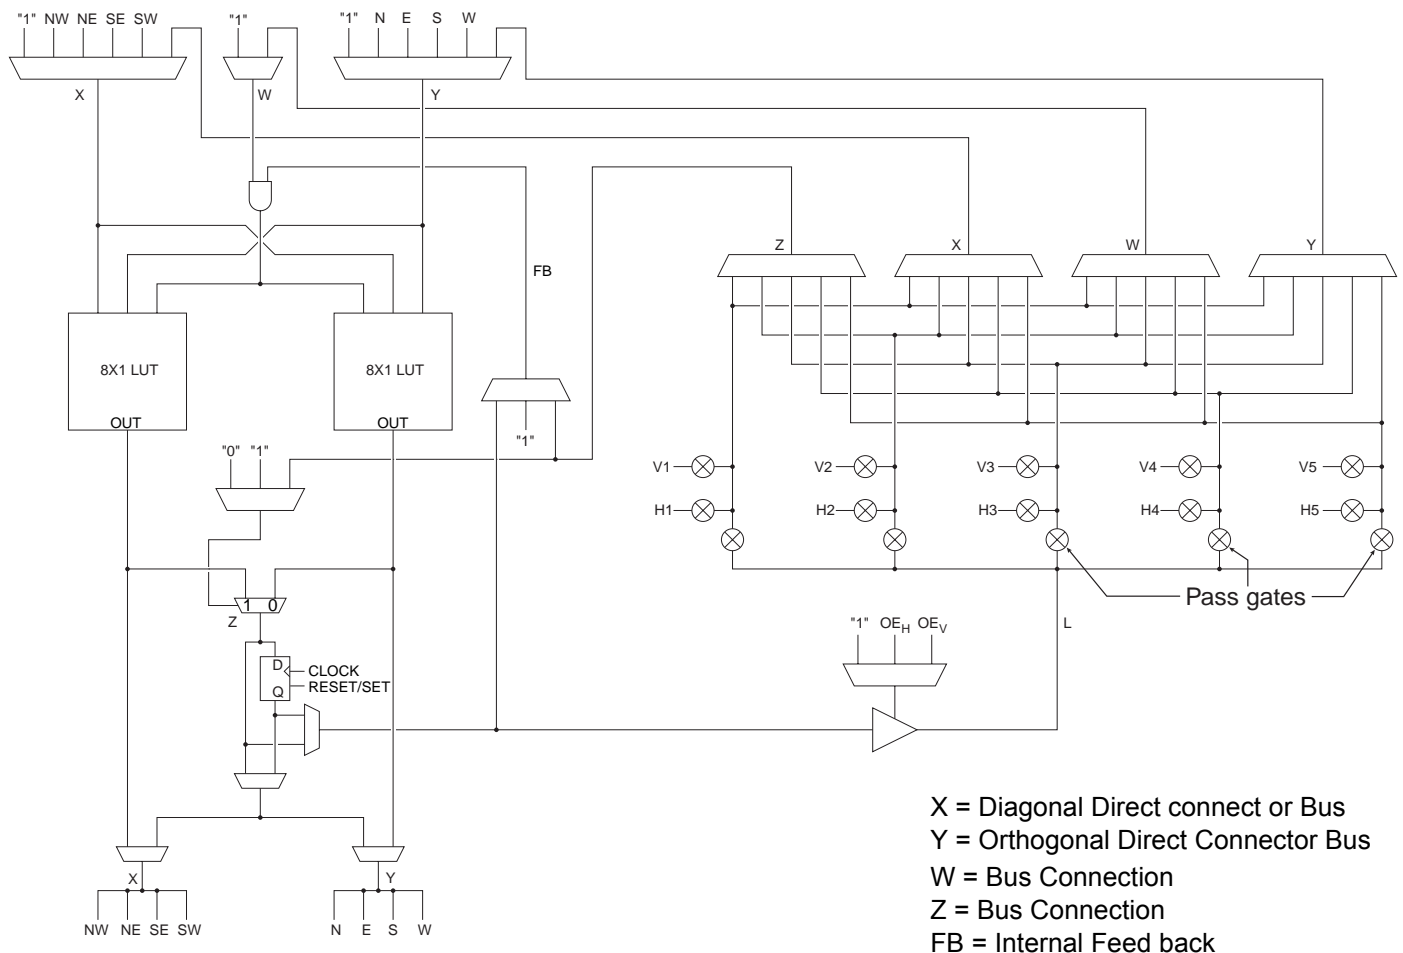 "1" NW NE SE SW "1" "1" N E S W
X W Y
Z X W Y
FB
8X1 LUT 8X1 LUT
OUT OUT
"1"
"0" "1"
V1 V2 V3 V4 V5
H1 H2 H3 H4 H5
Pass gates
1 0
Z
"1" OEH OEV L
D
CLOCK
Q RESET/SET
X Y
NW NE SE SW N E S W
X = Diagonal Direct connect or Bus
Y = Orthogonal Direct Connector Bus
W = Bus Connection
Z = Bus Connection
FB = Internal Feed back